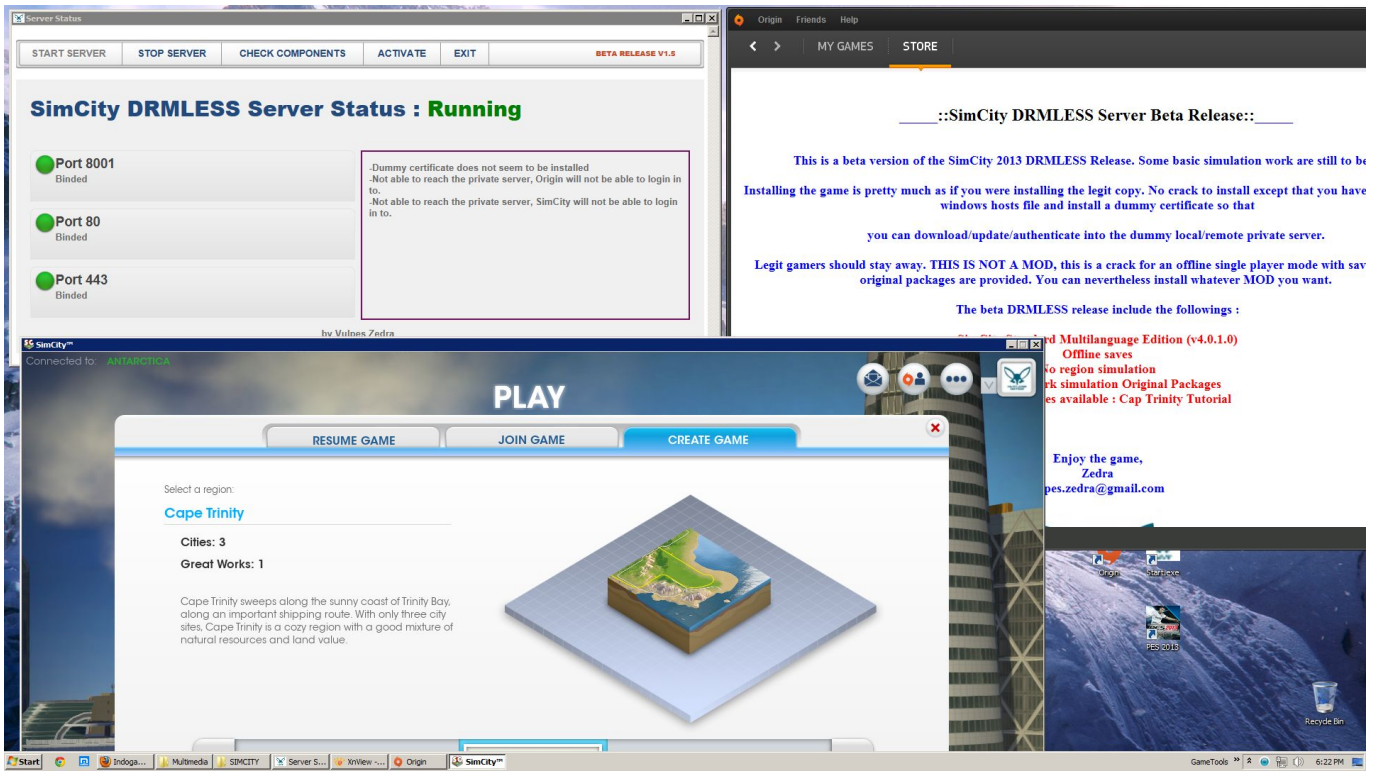 Server Status
START SERVER STOP SERVER CHECK COMPONENTS ACTIVATE EXIT BETA RELEASE V1.5
SimCity DRMLESS Server Status : Running
Port 8001
Binded
Port 80
Binded
Port 443
Binded
-Dummy certificate does not seem to be installed
-Not able to reach the private server, Origin will not be able to login in
to.
-Not able to reach the private server, SimCity will not be able to login
in to.
by Vulpes Zedra
Origin Friends Help
MY GAMES STORE
_____::SimCity DRMLESS Server Beta Release::_____
This is a beta version of the SimCity 2013 DRMLESS Release. Some basic simulation work are still to be
Installing the game is pretty much as if you were installing the legit copy. No crack to install except that you have
windows hosts file and install a dummy certificate so that
you can download/update/authenticate into the dummy local/remote private server.
Legit gamers should stay away. THIS IS NOT A MOD, this is a crack for an offline single player mode with sav
original packages are provided. You can nevertheless install whatever MOD you want.
The beta DRMLESS release include the followings :
rd Multilanguage Edition (v4.0.1.0)
Offline saves
o region simulation
rk simulation Original Packages
es available : Cap Trinity Tutorial
Enjoy the game,
Zedra
pes.zedra@gmail.com
SimCity™
Connected to: ANTARCTICA
PLAY
RESUME GAME JOIN GAME CREATE GAME
Select a region:
Cape Trinity
Cities: 3
Great Works: 1
Cape Trinity sweeps along the sunny coast of Trinity Bay,
along an important shipping route. With only three city
sites, Cape Trinity is a cozy region with a good mixture of
natural resources and land value.
Origin Start.exe
PES 2013
Recycle Bin
Start Indoga... Multimedia SIMCITY Server S... XnView -... Origin SimCity™ GameTools » 6:22 PM